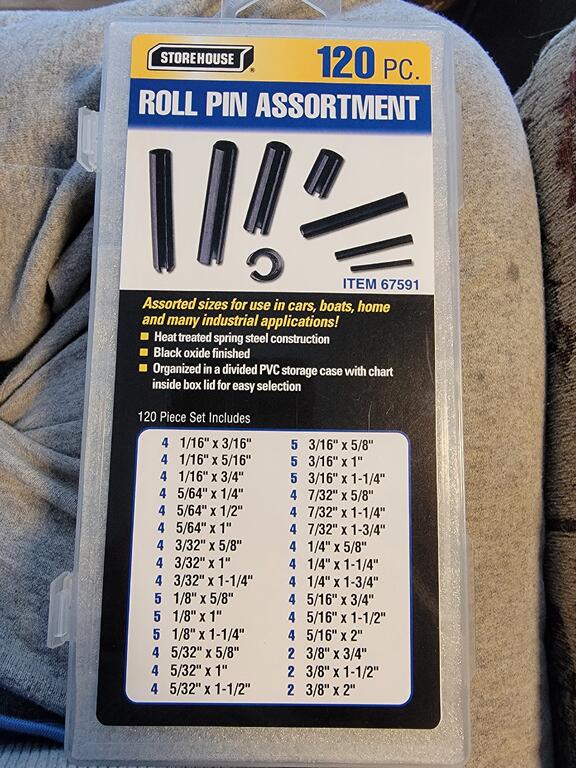 STOREHOUSE ®
120 PC.
ROLL PIN ASSORTMENT
ITEM 67591
Assorted sizes for use in cars, boats, home
and many industrial applications!
Heat treated spring steel construction
Black oxide finished
Organized in a divided PVC storage case with chart
inside box lid for easy selection
120 Piece Set Includes
4 1/16" x 3/16"
4 1/16" x 5/16"
4 1/16" x 3/4"
4 5/64" x 1/4"
4 5/64" x 1/2"
4 5/64" x 1"
4 3/32" x 5/8"
4 3/32" x 1"
4 3/32" x 1-1/4"
5 1/8" x 5/8"
5 1/8" x 1"
5 1/8" x 1-1/4"
4 5/32" x 5/8"
4 5/32" x 1"
4 5/32" x 1-1/2"
5 3/16" x 5/8"
5 3/16" x 1"
5 3/16" x 1-1/4"
4 7/32" x 5/8"
4 7/32" x 1-1/4"
4 7/32" x 1-3/4"
4 1/4" x 5/8"
4 1/4" x 1-1/4"
4 1/4" x 1-3/4"
4 5/16" x 3/4"
4 5/16" x 1-1/2"
4 5/16" x 2"
2 3/8" x 3/4"
2 3/8" x 1-1/2"
2 3/8" x 2"